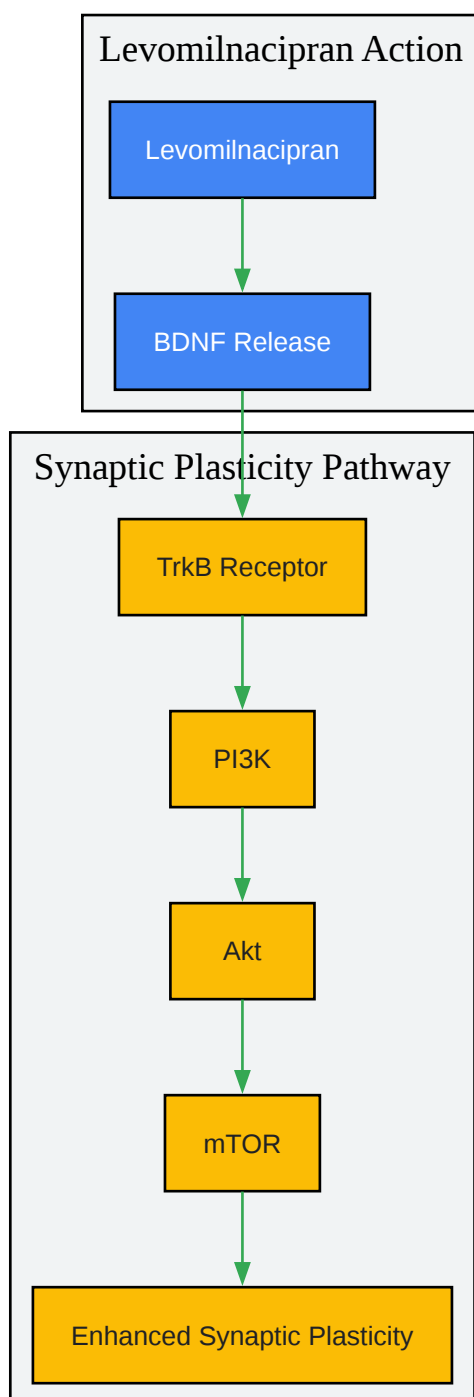 Levomilnacipran Action
Levomilnacipran
BDNF Release
Synaptic Plasticity Pathway
TrkB Receptor
PI3K
Akt
mTOR
Enhanced Synaptic Plasticity